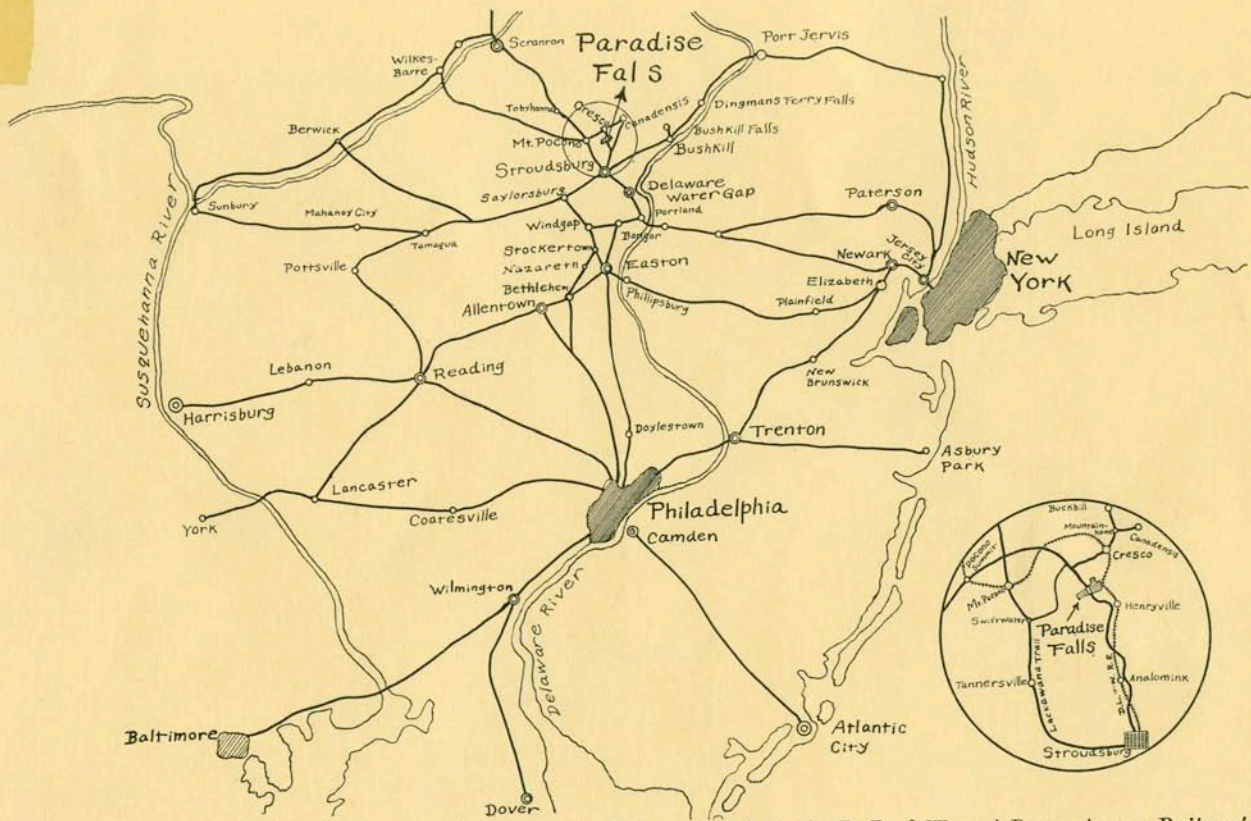 Scranron
Paradise
Fal s
Port Jervis
Wilkes-
Barre
Tobyhanna
Cresco
Canadensis
Dingmans Ferry Falls
Bushkill Falls
Bushkill
Berwick
Mt. Pocono
Stroudsburg
Hudson River
Saylorsburg
Delaware
Water Gap
Paterson
Sunbury
Mahanoy City
Tamaqua
Windgap
Bangor
Portland
Long Island
Susquehanna River
Stockertown
Nazareth
Easton
Newark
Jersey
City
New
York
Pottsville
Bethlehem
Phillipsburg
Elizabeth
Plainfield
Allentown
Lebanon
Reading
New
Brunswick
Harrisburg
Doylestown
Trenton
Asbury
Park
Lancaster
York
Coaresville
Philadelphia
Camden
Wilmington
Delaware River
Baltimore
Atlantic
City
Dover
Buckhill
Mountain-
home
Canadensis
Cresco
Pocono
Summit
Mt. Pocono
Swiftwater
Henryville
Paradise
Falls
Lackawanna Trail
D.L.&W. R.R.
Tannersville
Analomink
Stroudsburg